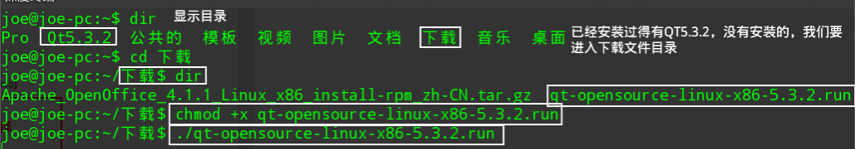 joe@joe-pc:~$ dir 显示目录
Pro Qt5.3.2 公共的 模板 视频 图片 文档 下载 音乐 桌面
已经安装过得有QT5.3.2，没有安装的，我们要
进入下载文件目录
joe@joe-pc:~$ cd 下载
joe@joe-pc:~/下载$ dir
Apache_OpenOffice_4.1.1_Linux_x86_install-rpm_zh-CN.tar.gz qt-opensource-linux-x86-5.3.2.run
joe@joe-pc:~/下载$ chmod +x qt-opensource-linux-x86-5.3.2.run
joe@joe-pc:~/下载$ ./qt-opensource-linux-x86-5.3.2.run